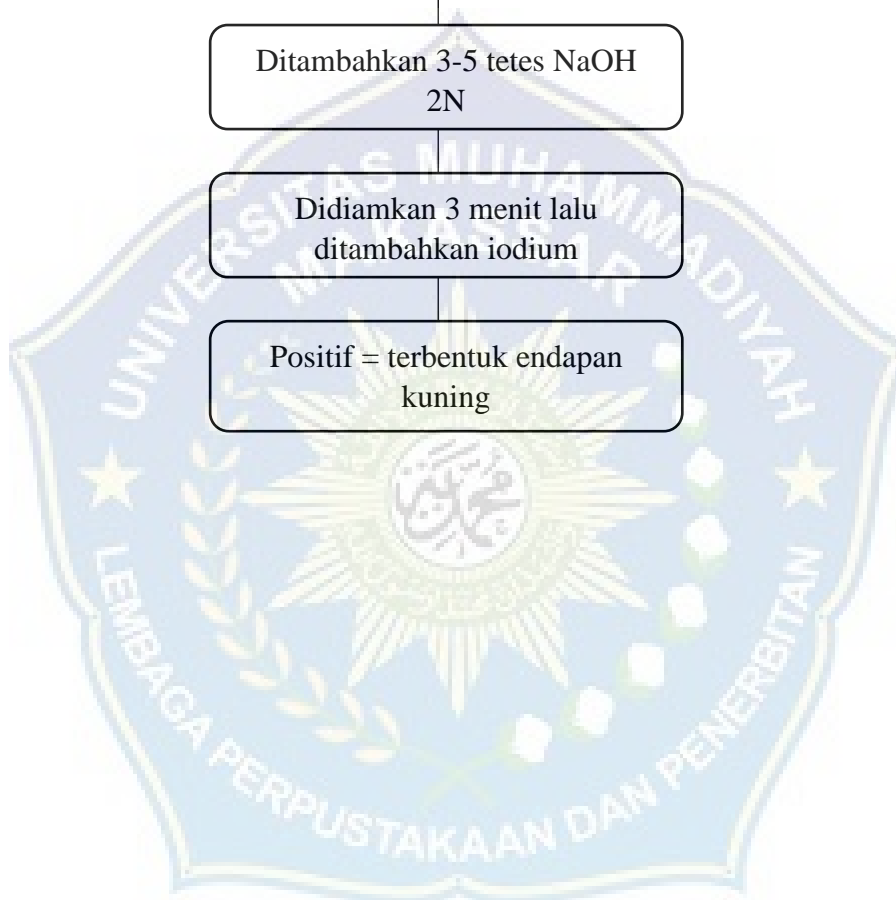 Ditambahkan 3-5 tetes NaOH
2N
Didiamkan 3 menit lalu
ditambahkan iodium
Positif = terbentuk endapan
kuning
UNIVERSITAS MUHAMMADIYAH
MAKASSAR
LEMBAGA PERPUSTAKAAN DAN PENERBITAN